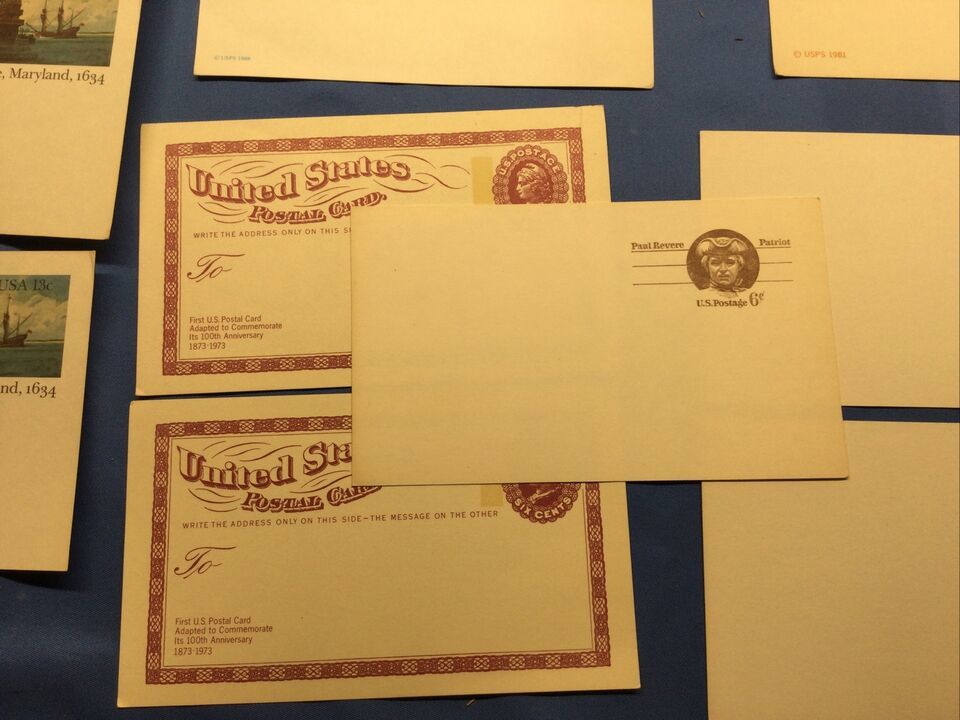 , Maryland, 1634
© USPS 1981
USA 13c
nd, 1634
United States
POSTAL CARD.
WRITE THE ADDRESS ONLY ON THIS
U.S. POSTAGE
To
First U.S. Postal Card
Adapted to Commemorate
Its 100th Anniversary
1873-1973
Paul Revere
Patriot
U.S. Postage 6¢
United Sta
POSTAL CAR
WRITE THE ADDRESS ONLY ON THIS SIDE-THE MESSAGE ON THE OTHER
SIX CENTS
To
First U.S. Postal Card
Adapted to Commemorate
Its 100th Anniversary
1873-1973